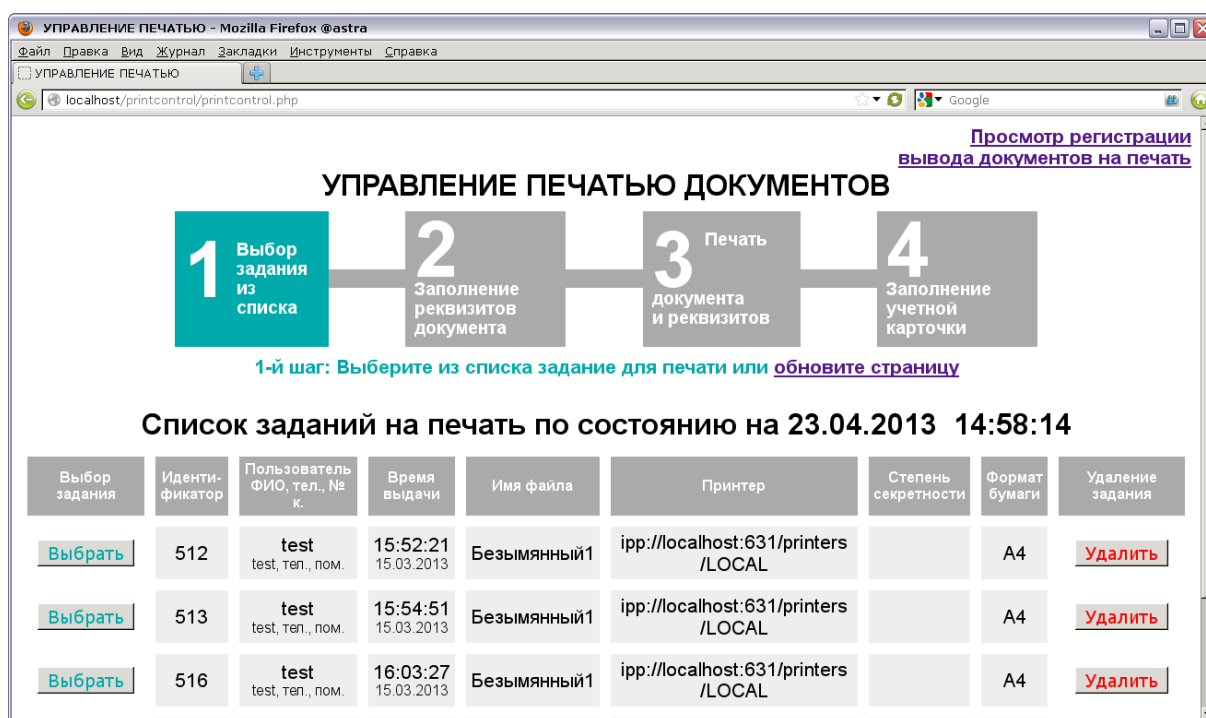 УПРАВЛЕНИЕ ПЕЧАТЬЮ - Mozilla Firefox @astra
Файл Правка Вид Журнал Закладки Инструменты Справка
УПРАВЛЕНИЕ ПЕЧАТЬЮ
localhost/printcontrol/printcontrol.php
Google
Просмотр регистрации
вывода документов на печать
УПРАВЛЕНИЕ ПЕЧАТЬЮ ДОКУМЕНТОВ
1
Выбор
задания
из
списка
2
Заполнение
реквизитов
документа
3
Печать
документа
и реквизитов
4
Заполнение
учетной
карточки
1-й шаг: Выберите из списка задание для печати или обновите страницу
Список заданий на печать по состоянию на 23.04.2013 14:58:14
Выбор
задания
Иденти-
фикатор
Пользователь
ФИО, тел., №
к.
Время
выдачи
Имя файла
Принтер
Степень
секретности
Формат
бумаги
Удаление
задания
Выбрать
512
test
test, тел., пом.
15:52:21
15.03.2013
Безымянный1
ipp://localhost:631/printers
/LOCAL
A4
Удалить
Выбрать
513
test
test, тел., пом.
15:54:51
15.03.2013
Безымянный1
ipp://localhost:631/printers
/LOCAL
A4
Удалить
Выбрать
516
test
test, тел., пом.
16:03:27
15.03.2013
Безымянный1
ipp://localhost:631/printers
/LOCAL
A4
Удалить